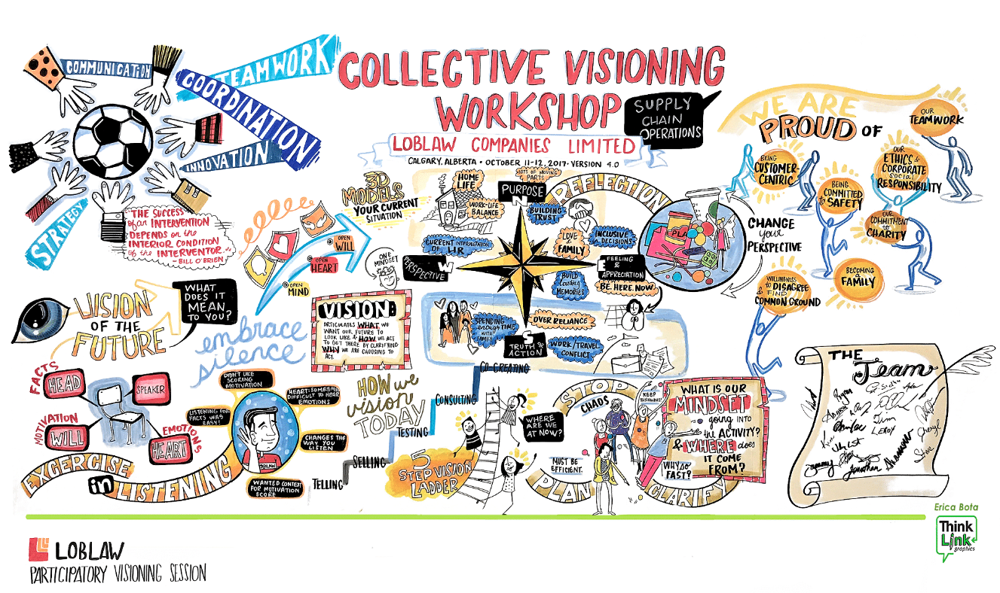 COMMUNICATION
TEAMWORK
COORDINATION
INNOVATION
STRATEGY
"THE SUCCESS
of an INTERVENTION
DEPENDS on the
INTERIOR CONDITION
of the INTERVENTOR."
- BILL O'BRIEN
COLLECTIVE VISIONING
WORKSHOP
SUPPLY
CHAIN
OPERATIONS
LOBLAW COMPANIES LIMITED
CALGARY, ALBERTA • OCTOBER 11-12, 2017 • VERSION 4.0
WE ARE
PROUD OF
OUR
TEAMWORK
BEING
CUSTOMER-
CENTRIC
OUR
ETHICS &
CORPORATE
Social
RESPONSIBILITY
BEING
COMMITTED
to SAFETY
OUR
COMMITMENT
to
CHARITY
BECOMING
a
FAMILY
WILLINGNESS
to DISAGREE
& FIND
COMMON GROUND
3D
MODELS
YOUR CURRENT
SITUATION
OPEN
WILL
OPEN
HEART
OPEN
MIND
ONE
MINDSET
HOME
LIFE
WORK-LIFE
BALANCE
CURRENT INTERPRETATION
OF LIR
LOTS OF MOVING
PARTS
PURPOSE
N
REFLECTION
BUILDING
TRUST
LOVE
&
FAMILY
INCLUSIVE
in DECISIONS
PLA
CHANGE
your
PERSPECTIVE
W
PERSPECTIVE
E
FEELING
&
APPRECIATION
BUILD
lasting
MEMORIES
BE. HERE. NOW.
SPENDING
enough TIME
WITH
FAMILY
OVER RELIANCE
S
TRUTH &
ACTION
WORK/TRAVEL
CONFLICT
VISION OF THE FUTURE
WHAT
DOES IT
MEAN
TO YOU?
embrace
silence
VISION:
ARTICULATES WHAT WE
WANT OUR FUTURE TO
LOOK LIKE & HOW WE ACT
TO GET THERE BY CLARIFYING
WHY WE ARE CHOOSING TO
ACT.
FACTS
HEAD
SPEAKER
MOTIVATION
WILL
EMOTIONS
HEART
EXCERCISE
in LISTENING
DIDN'T LIKE
SCORING
MOTIVATION
HEART: SOMETIMES
DIFFICULT TO HEAR
EMOTIONS
LISTENING FOR
FACTS WAS
EASY!
CHANGES THE
WAY YOU
LISTEN
WANTED CONTEXT
FOR MOTIVATION
SCORE
HOW we
vision
TODAY
CO-CREATING
CONSULTING
TESTING
SELLING
TELLING
5
STEP VISION
LADDER
WHERE
ARE WE
AT NOW?
STOP
CHAOS
KEEP
MUST BE
EFFICIENT.
PLAN
WHY SO
FAST?
CLARIFY
WHAT IS OUR
MINDSET
going INTO
the ACTIVITY?
& WHERE does
IT COME
FROM?
THE
Team
Ryan
Jim
LEROY
Cheryl
Steve
Jammy
Jonathan
Erica Bota
Think
Link
graphics
LOBLAW
PARTICIPATORY VISIONING SESSION